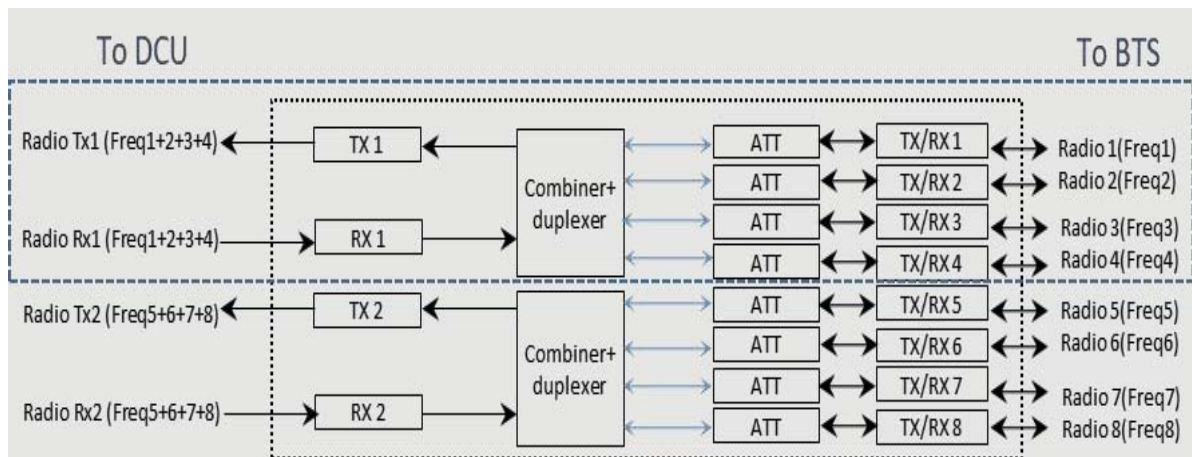 To DCU
To BTS
Radio Tx1 (Freq1+2+3+4)
TX 1
Combiner+
duplexer
ATT
TX/RX 1
Radio 1(Freq1)
ATT
TX/RX 2
Radio 2(Freq2)
Radio Rx1 (Freq1+2+3+4)
RX 1
ATT
TX/RX 3
Radio 3(Freq3)
ATT
TX/RX 4
Radio 4(Freq4)
Radio Tx2 (Freq5+6+7+8)
TX 2
Combiner+
duplexer
ATT
TX/RX 5
Radio 5(Freq5)
ATT
TX/RX 6
Radio 6(Freq6)
Radio Rx2 (Freq5+6+7+8)
RX 2
ATT
TX/RX 7
Radio 7(Freq7)
ATT
TX/RX 8
Radio 8(Freq8)